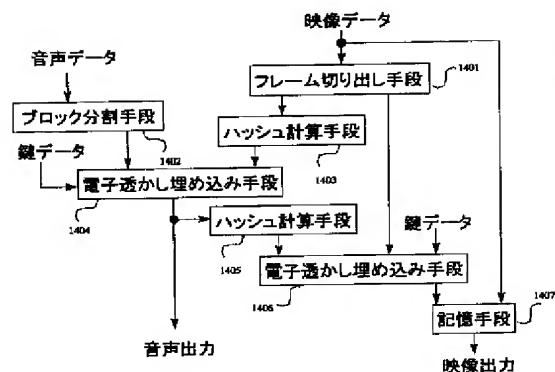 映像データ
音声データ
フレーム切り出し手段
1401
ブロック分割手段
1402
ハッシュ計算手段
1403
鍵データ
電子透かし埋め込み手段
1404
ハッシュ計算手段
1405
鍵データ
電子透かし埋め込み手段
1406
記憶手段
1407
音声出力
映像出力